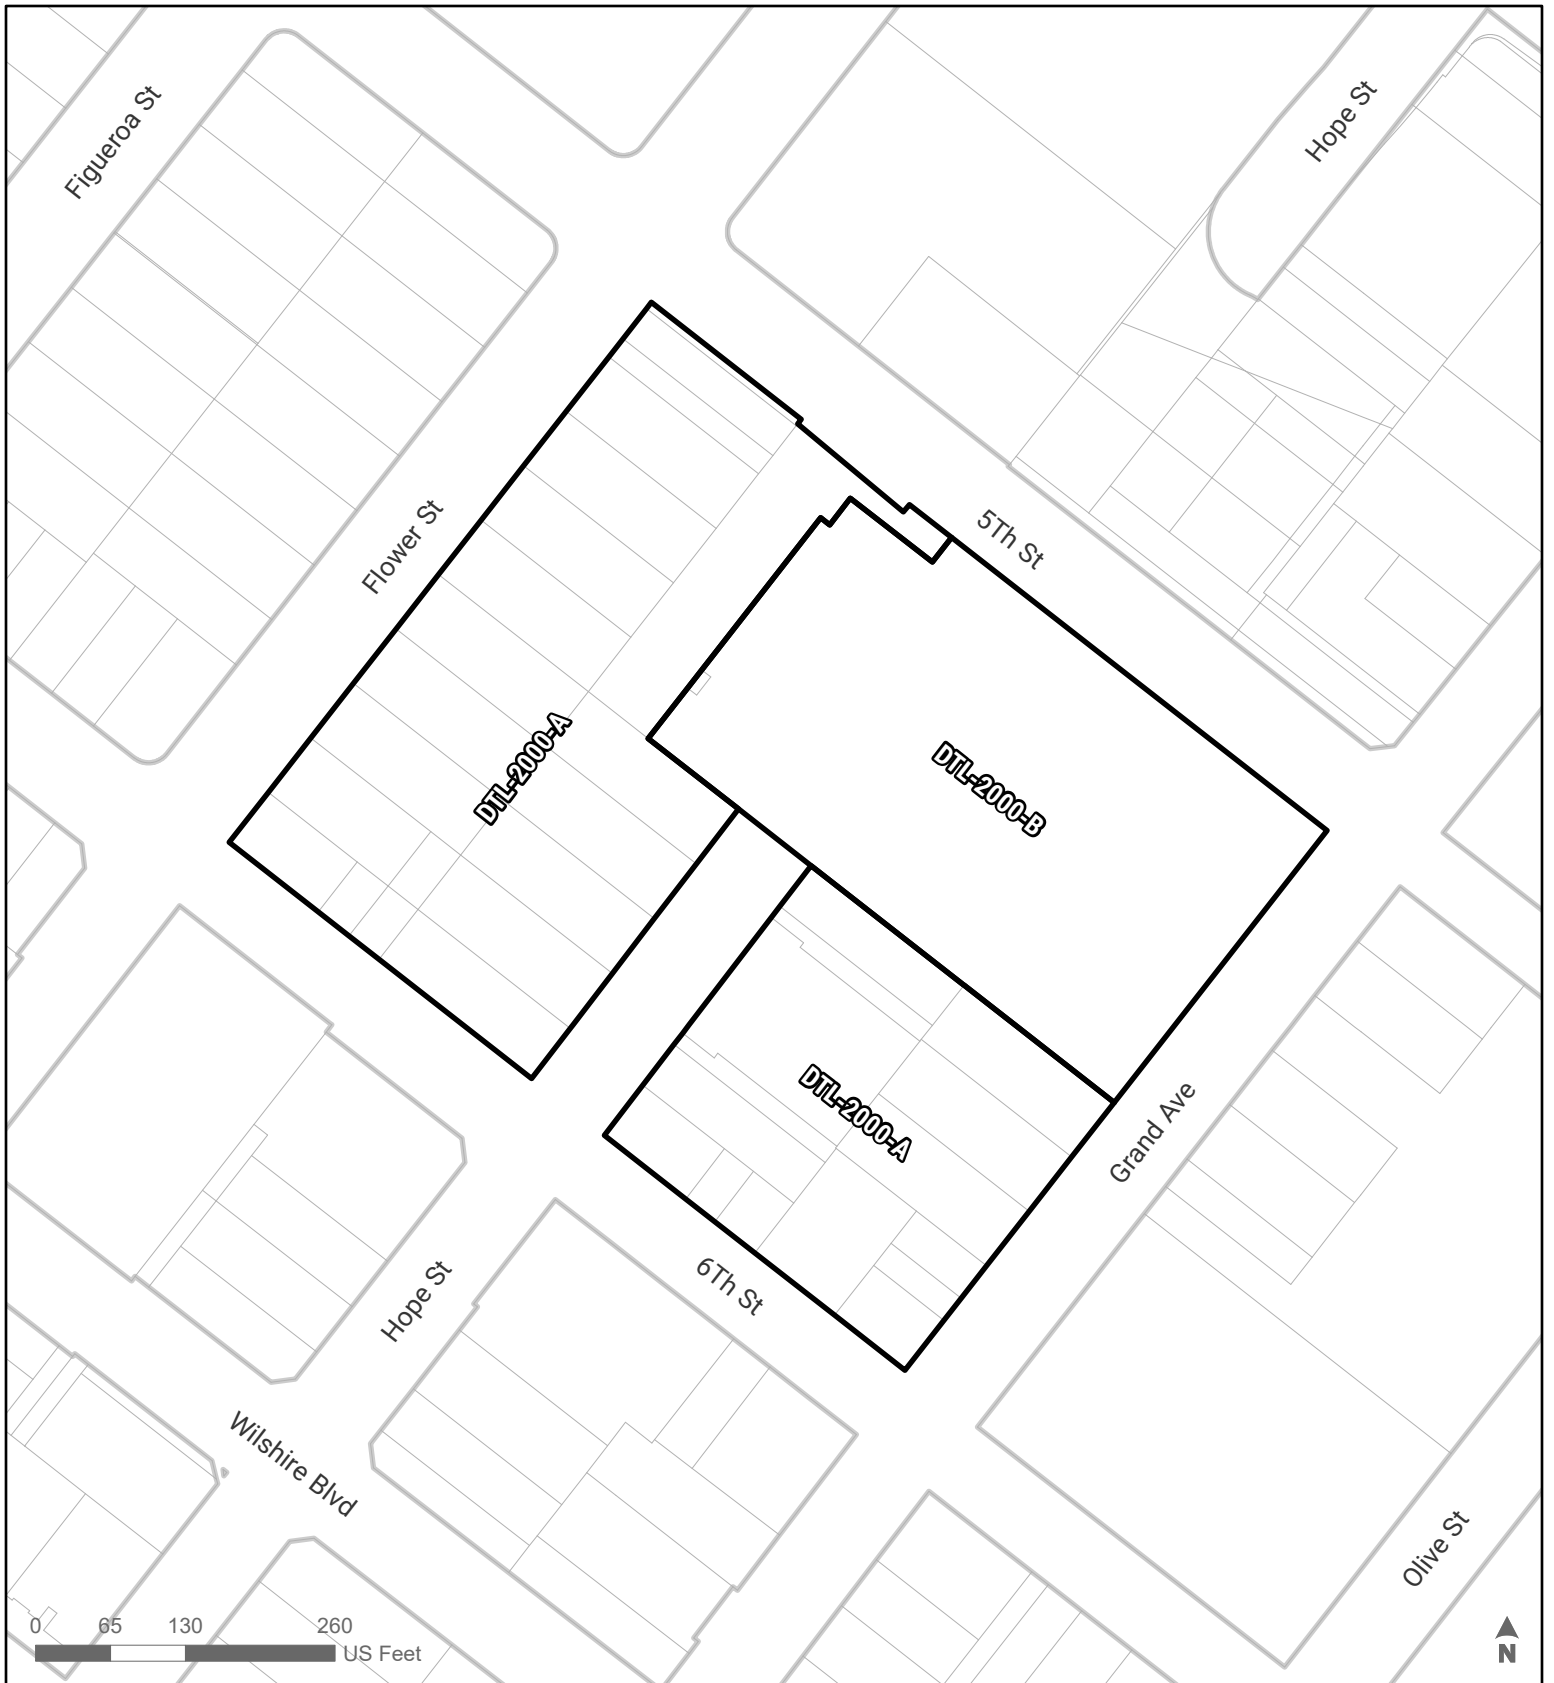 Figueroa St
Hope St
Flower St
5Th St
DTL-2000-A
DTL-2000-B
DTL-2000-A
Grand Ave
6Th St
Hope St
Wilshire Blvd
Olive St
0 65 130 260
US Feet
N